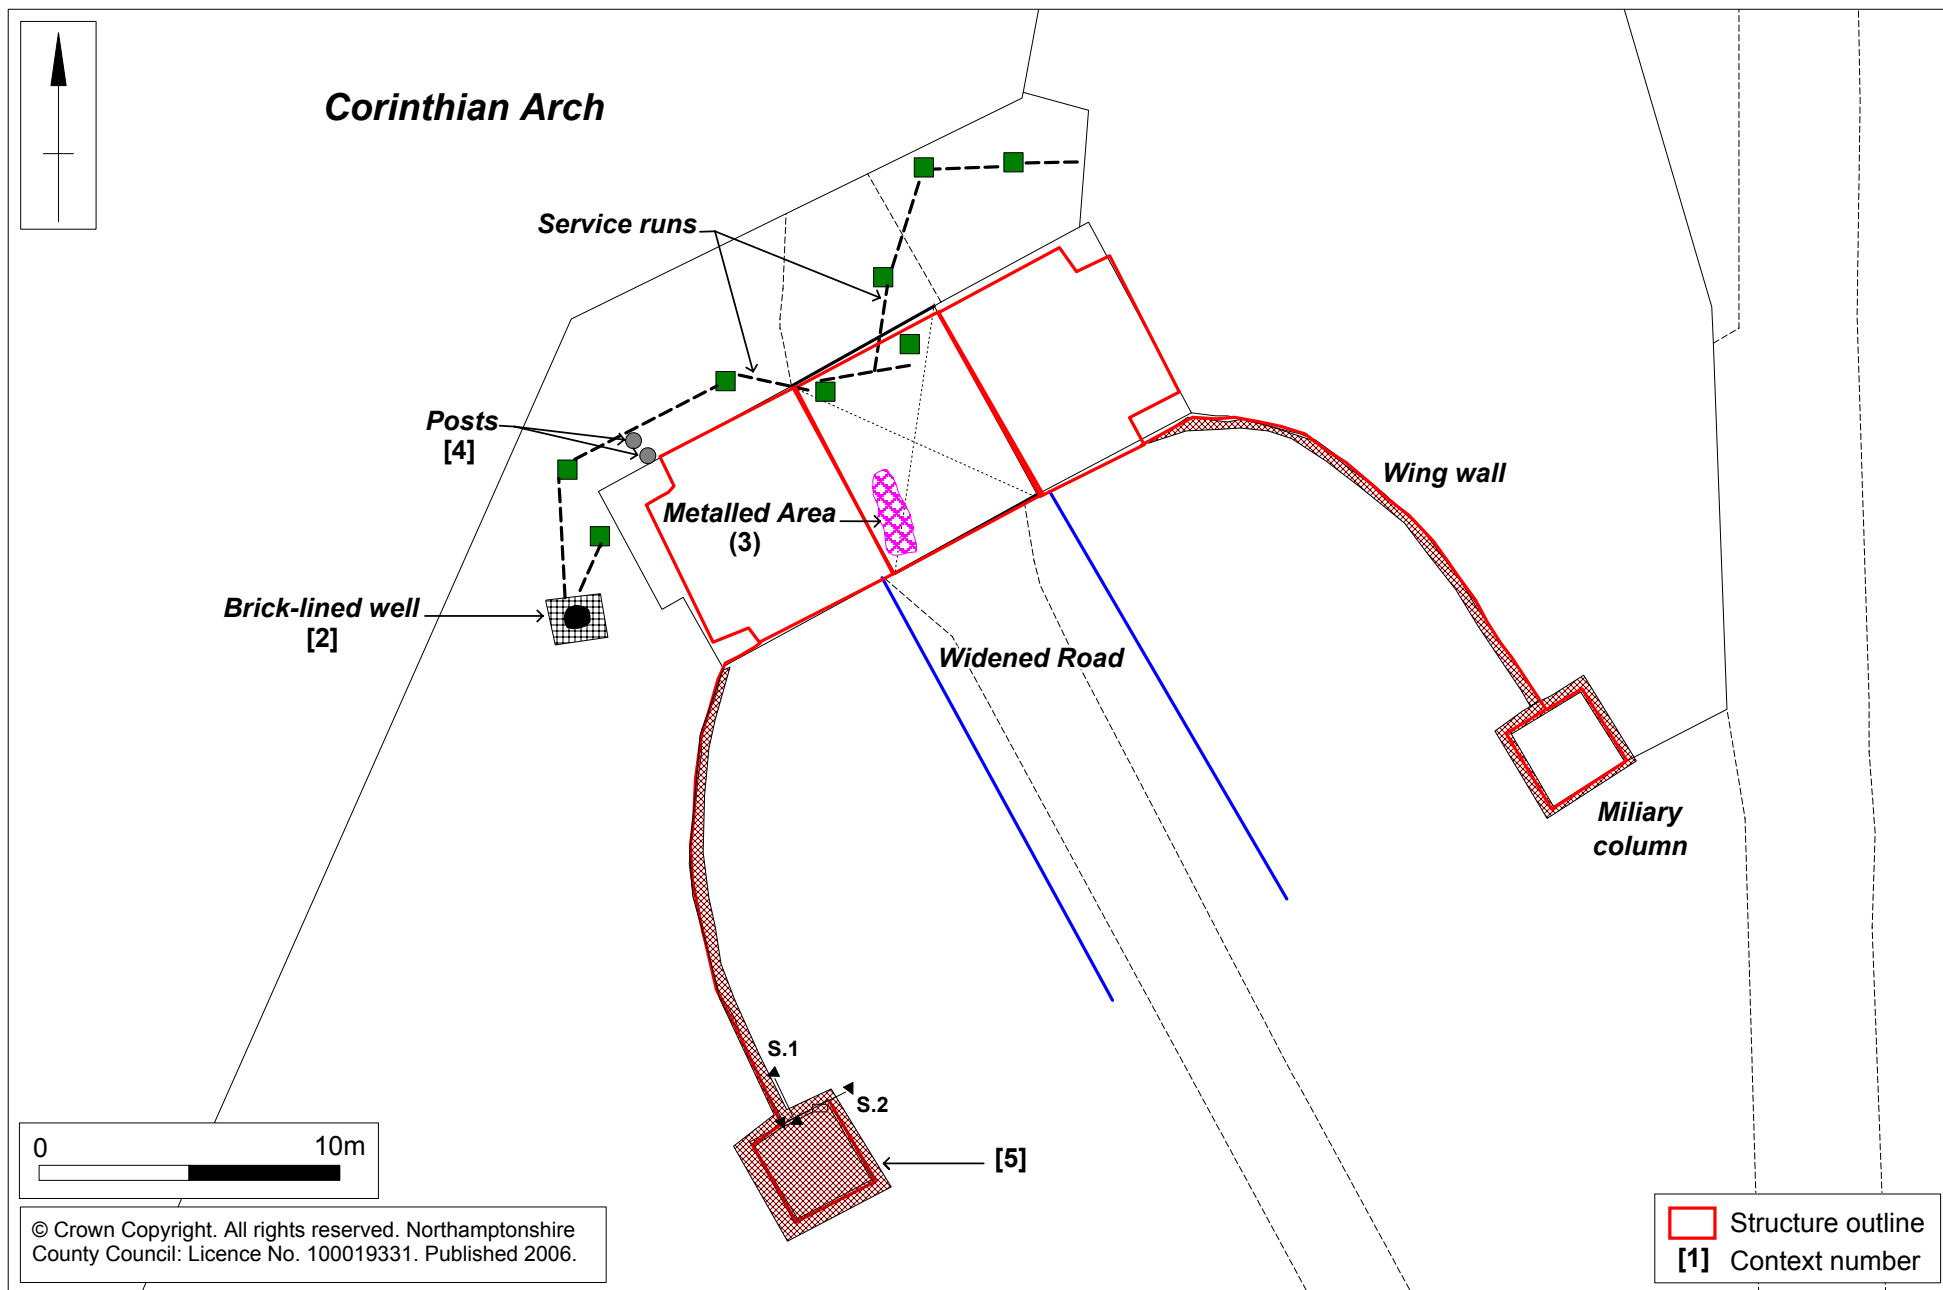 Corinthian Arch
Service runs
Posts
[4]
Wing wall
Metalled Area
(3)
Brick-lined well
[2]
Widened Road
Miliary
column
S.1
S.2
[5]
0 10m
© Crown Copyright. All rights reserved. Northamptonshire
County Council: Licence No. 100019331. Published 2006.
Structure outline
[1] Context number